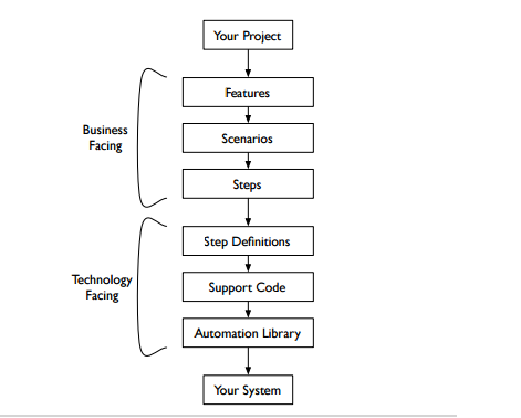 Your Project
Features
Business
Facing
Scenarios
Steps
Step Definitions
Technology
Facing
Support Code
Automation Library
Your System